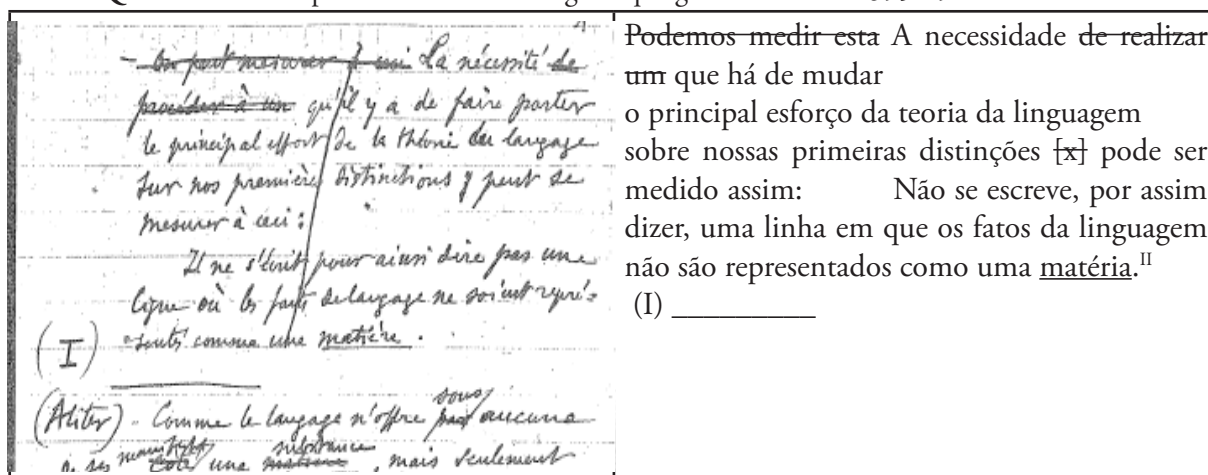 - On peut mesurer La nécessité de
procéder à un qu'il y a de faire porter
le principal effort de la théorie du langage
sur nos premières distinctions y peut se
mesurer à ceci :
Il ne s'écrit pour ainsi dire pas une
ligne où les faits de langage ne soient repré-
(I) -sentés comme une matière.
sous
(Aliter) - Comme le langage n'offre pas aucune
substance
de ses une matière, mais seulement
Podemos medir esta A necessidade de realizar
um que há de mudar
o principal esforço da teoria da linguagem
sobre nossas primeiras distinções [x] pode ser
medido assim: Não se escreve, por assim
dizer, uma linha em que os fatos da linguagem
não são representados como uma matéria.II
(I) _________